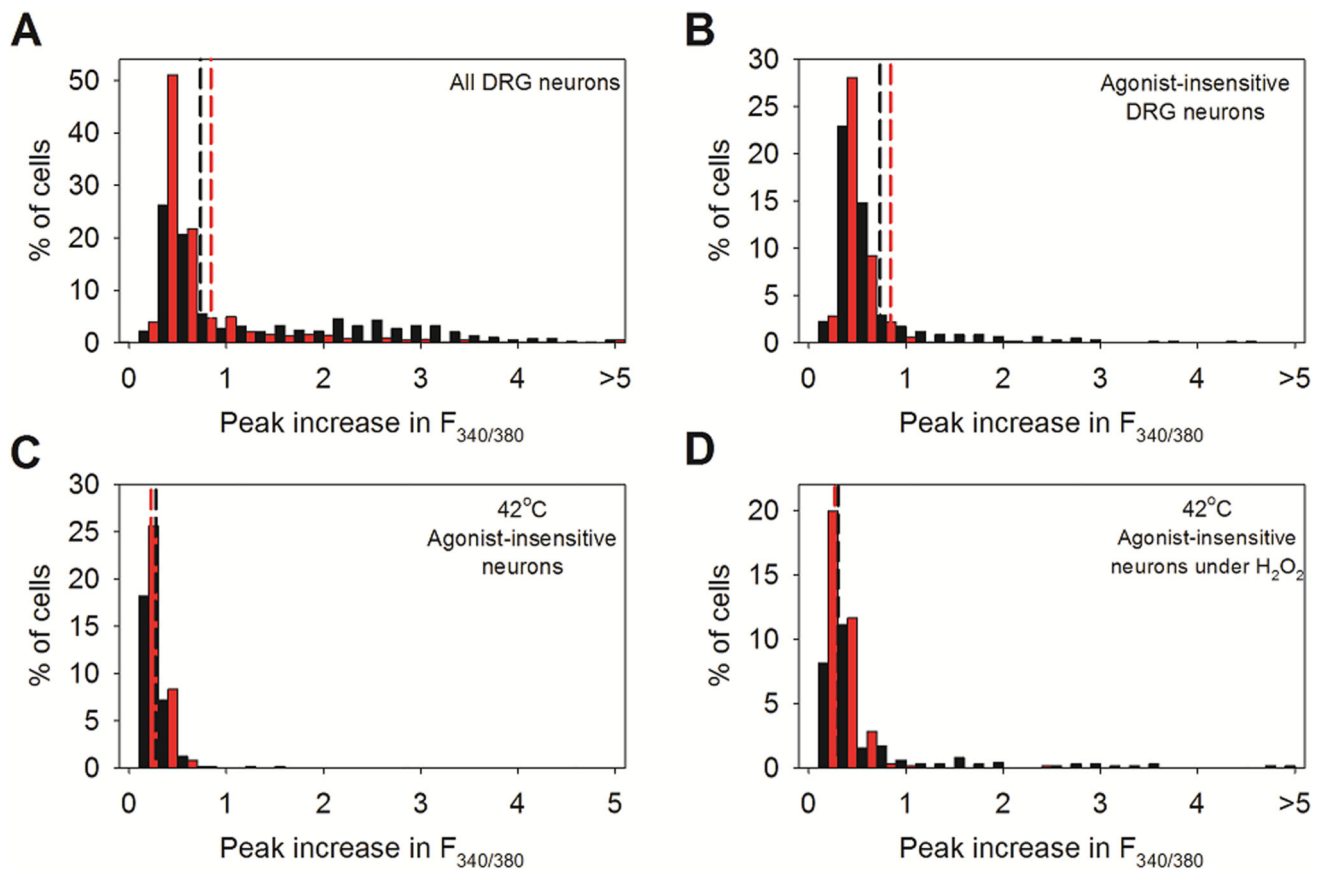 A
All DRG neurons
% of cells
50
40
30
20
10
0
0 1 2 3 4 >5
Peak increase in F340/380
B
Agonist-insensitive
DRG neurons
% of cells
30
25
20
15
10
5
0
0 1 2 3 4 >5
Peak increase in F340/380
C
42°C
Agonist-insensitive
neurons
% of cells
30
25
20
15
10
5
0
0 1 2 3 4 5
Peak increase in F340/380
D
42°C
Agonist-insensitive
neurons under H2O2
% of cells
20
15
10
5
0
0 1 2 3 4 >5
Peak increase in F340/380